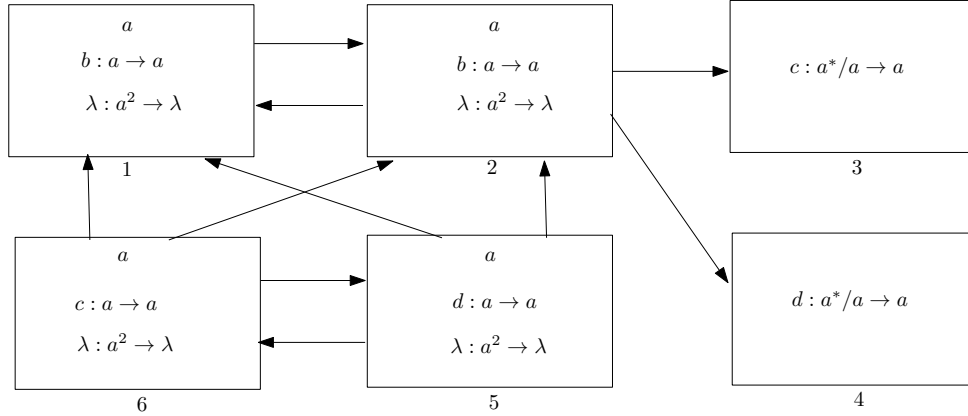 a
b : a → a
λ : a² → λ
1
a
b : a → a
λ : a² → λ
2
c : a*/a → a
3
a
c : a → a
λ : a² → λ
6
a
d : a → a
λ : a² → λ
5
d : a*/a → a
4